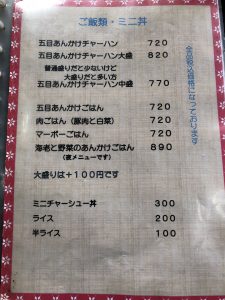 ご飯類・ミニ丼
五目あんかけチャーハン 720
五目あんかけチャーハン大盛 820
普通盛りだと少ないけど
大盛りだと多い方
五目あんかけチャーハン中盛 770
五目あんかけごはん 720
肉ごはん（豚肉と白菜） 720
マーボーごはん 720
海老と野菜のあんかけごはん 890
（夜メニューです）
大盛りは＋100円です
ミニチャーシュー丼 300
ライス 200
半ライス 100
全品税込価格になっております